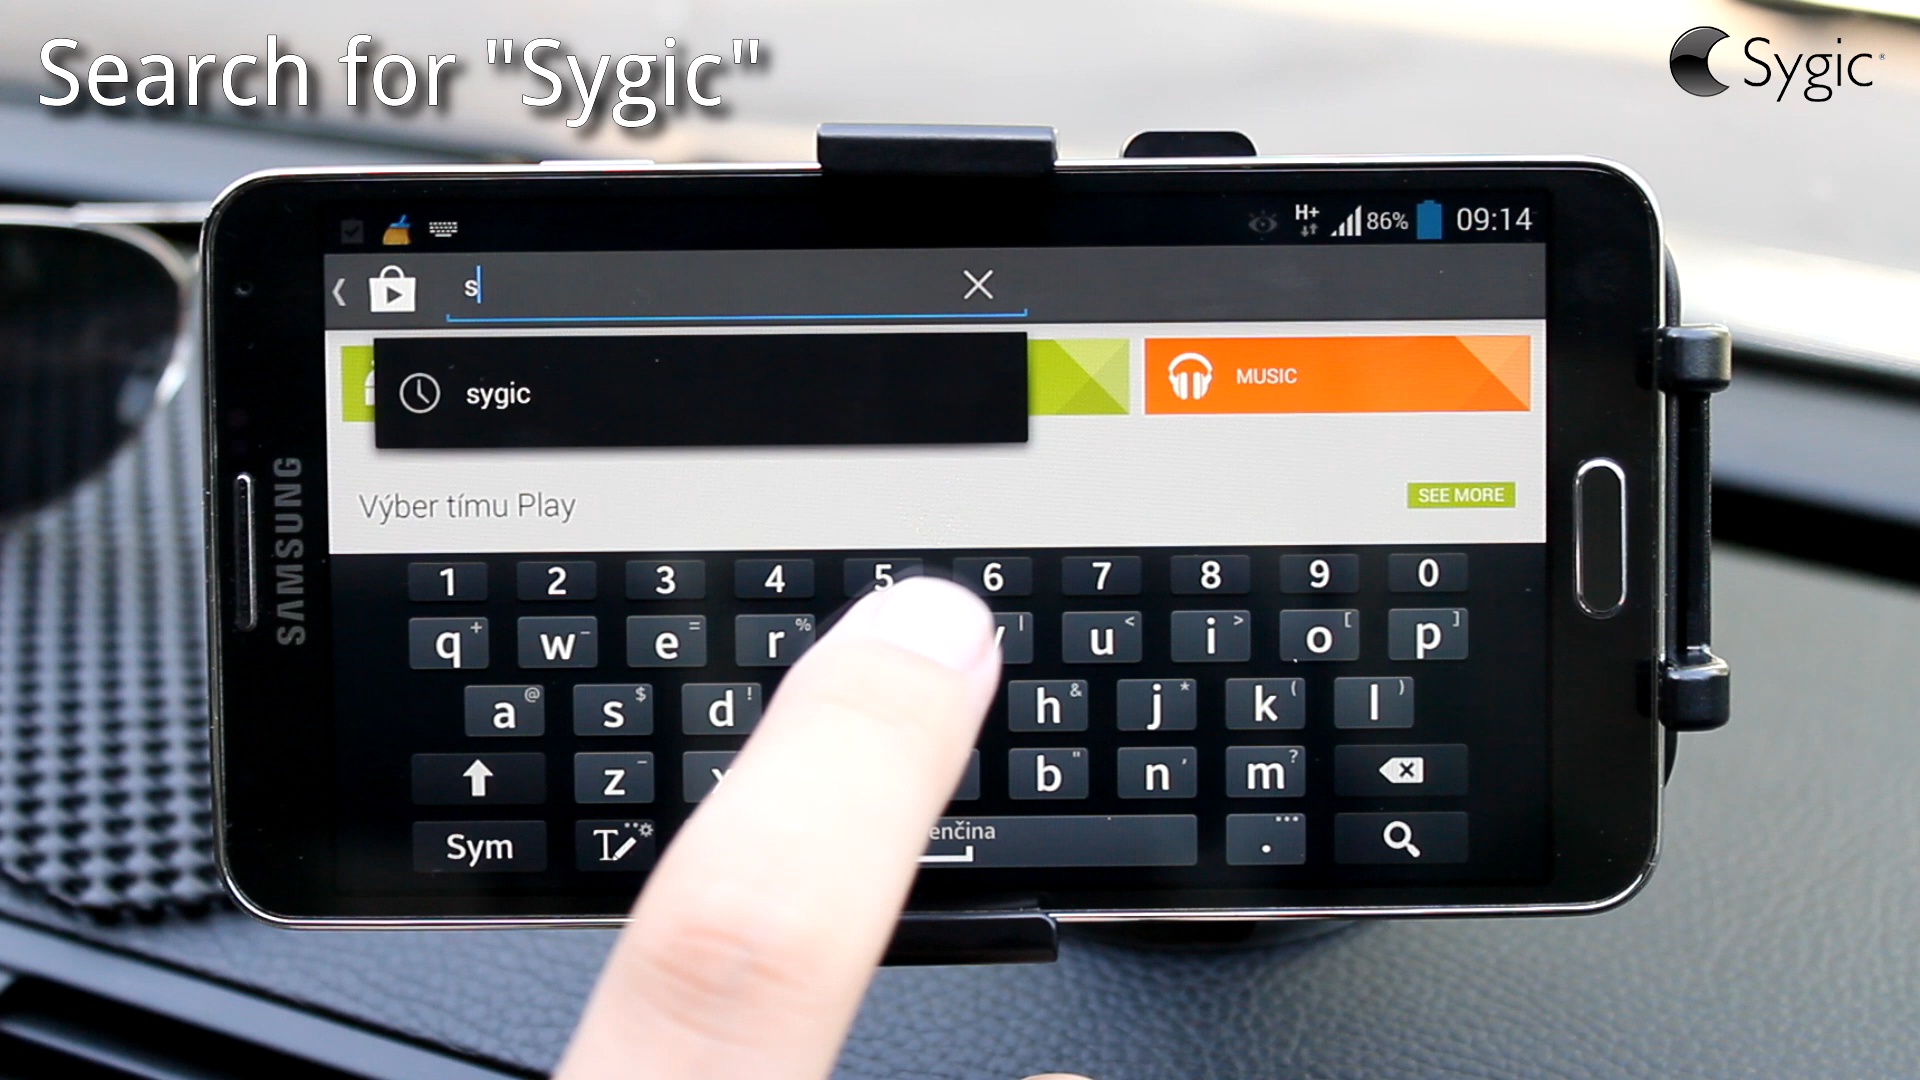 Search for "Sygic"
Sygic
H+ 86% 09:14
s
sygic
MUSIC
Výber tímu Play
SEE MORE
SAMSUNG
1 2 3 4 5 6 7 8 9 0
q + w - e = r % y | u < i > o [ p ]
a @ s $ d ! h & j * k ( l )
z b " n ' m ?
Sym T enčina .